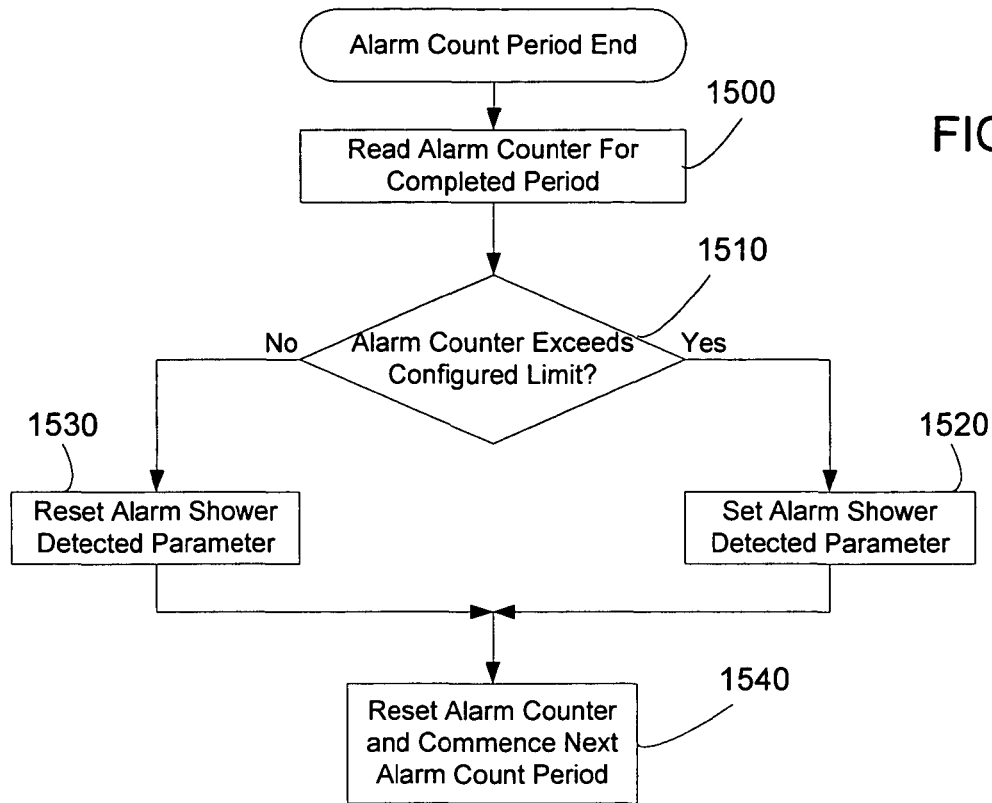 Alarm Count Period End
1500
FIG
Read Alarm Counter For
Completed Period
1510
No
Alarm Counter Exceeds
Configured Limit?
Yes
1530
1520
Reset Alarm Shower
Detected Parameter
Set Alarm Shower
Detected Parameter
1540
Reset Alarm Counter
and Commence Next
Alarm Count Period